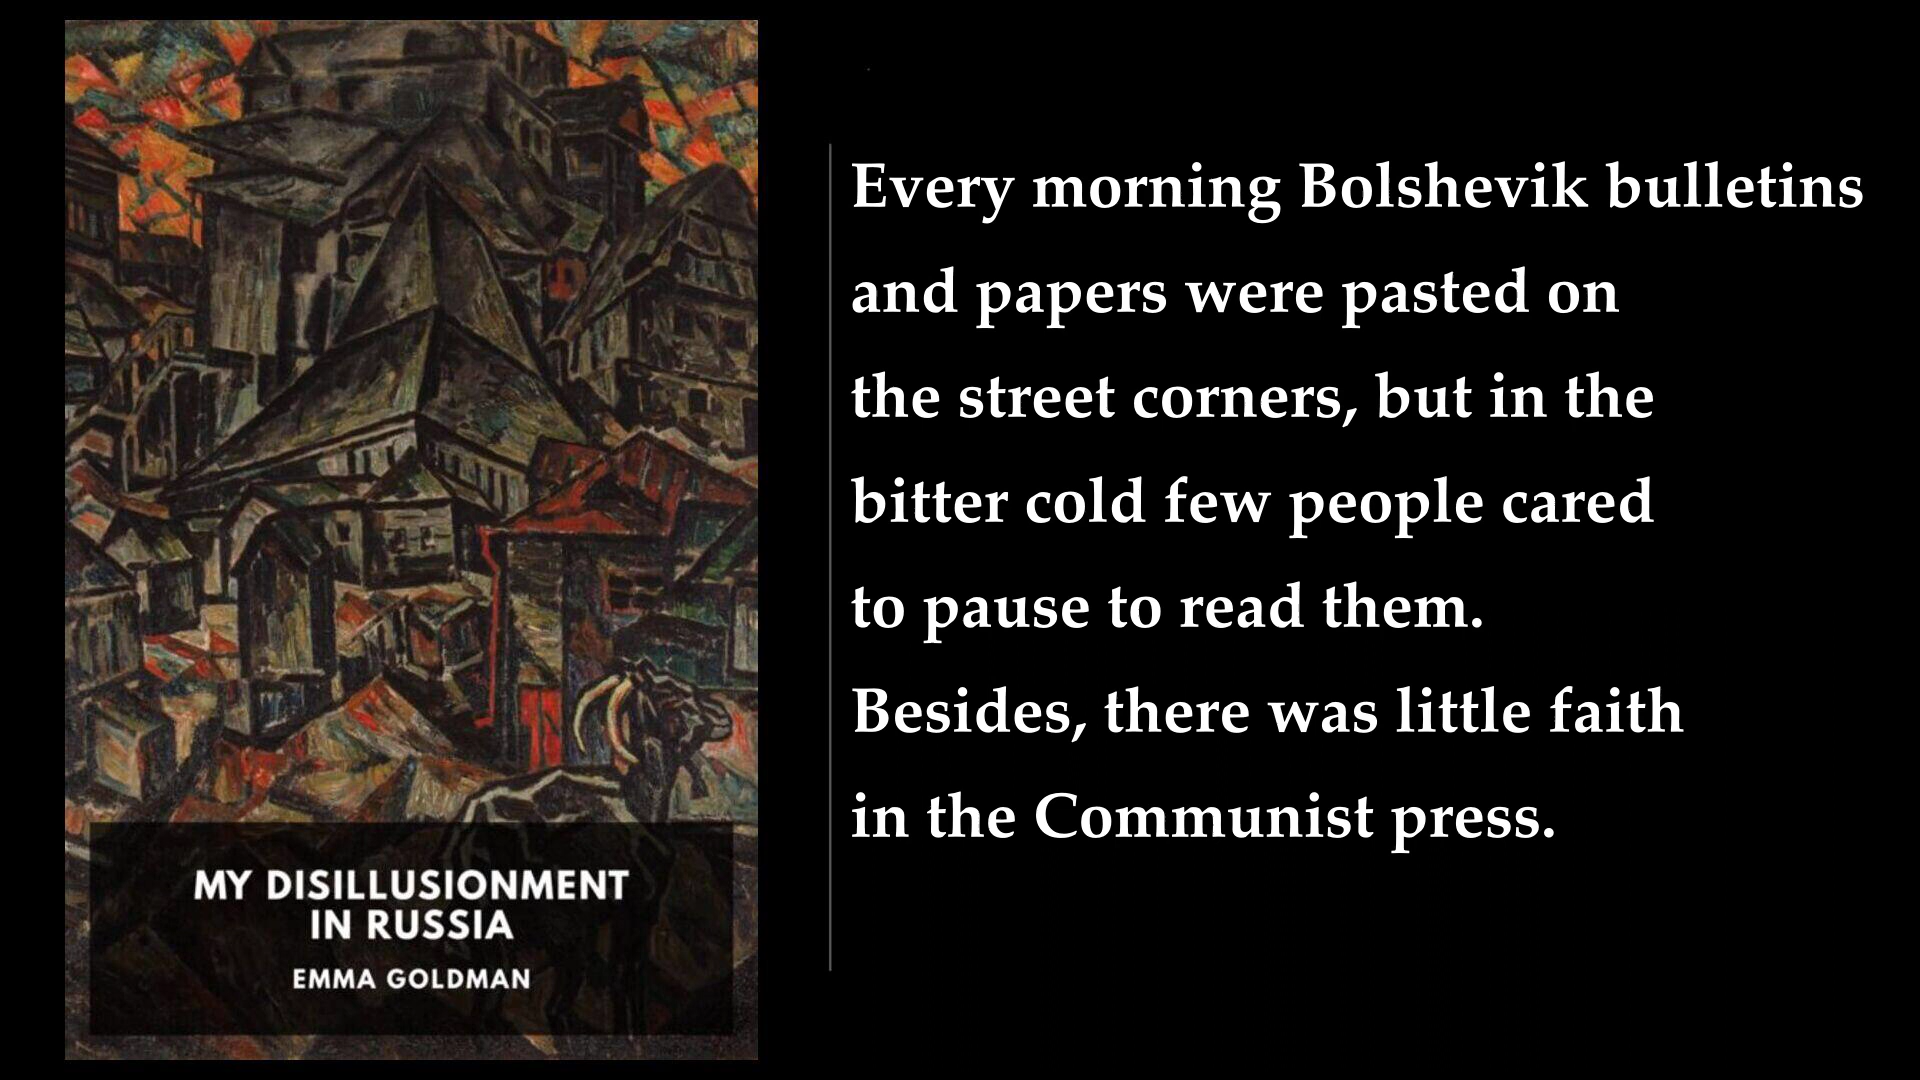 Every morning Bolshevik bulletins
and papers were pasted on
the street corners, but in the
bitter cold few people cared
to pause to read them.
Besides, there was little faith
in the Communist press.
MY DISILLUSIONMENT
IN RUSSIA
EMMA GOLDMAN